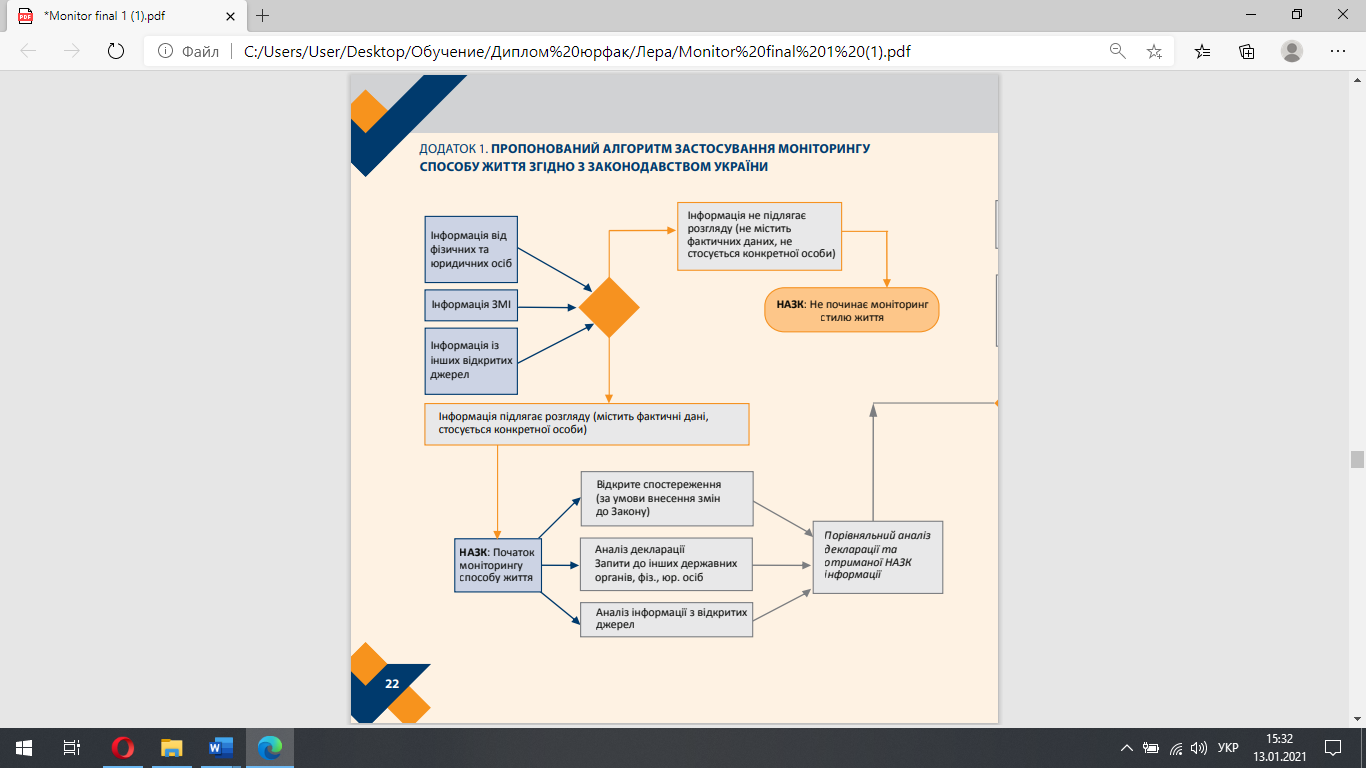 *Monitor final 1 (1).pdf
Файл
C:/Users/User/Desktop/Обучение/Диплом%20юрфак/Лера/Monitor%20final%201%20(1).pdf
ДОДАТОК 1. ПРОПОНОВАНИЙ АЛГОРИТМ ЗАСТОСУВАННЯ МОНІТОРИНГУ
СПОСОБУ ЖИТТЯ ЗГІДНО З ЗАКОНОДАВСТВОМ УКРАЇНИ
Інформація від
фізичних та
юридичних осіб
Інформація ЗМІ
Інформація із
інших відкритих
джерел
Інформація не підлягає
розгляду (не містить
фактичних даних, не
стосується конкретної особи)
НАЗК: Не починає моніторинг
стилю життя
Інформація підлягає розгляду (містить фактичні дані,
стосується конкретної особи)
НАЗК: Початок
моніторингу
способу життя
Відкрите спостереження
(за умови внесення змін
до Закону)
Аналіз декларації
Запити до інших державних
органів, фіз., юр. осіб
Аналіз інформації з відкритих
джерел
Порівняльний аналіз
декларації та
отриманої НАЗК
інформації
22
УКР
15:32
13.01.2021